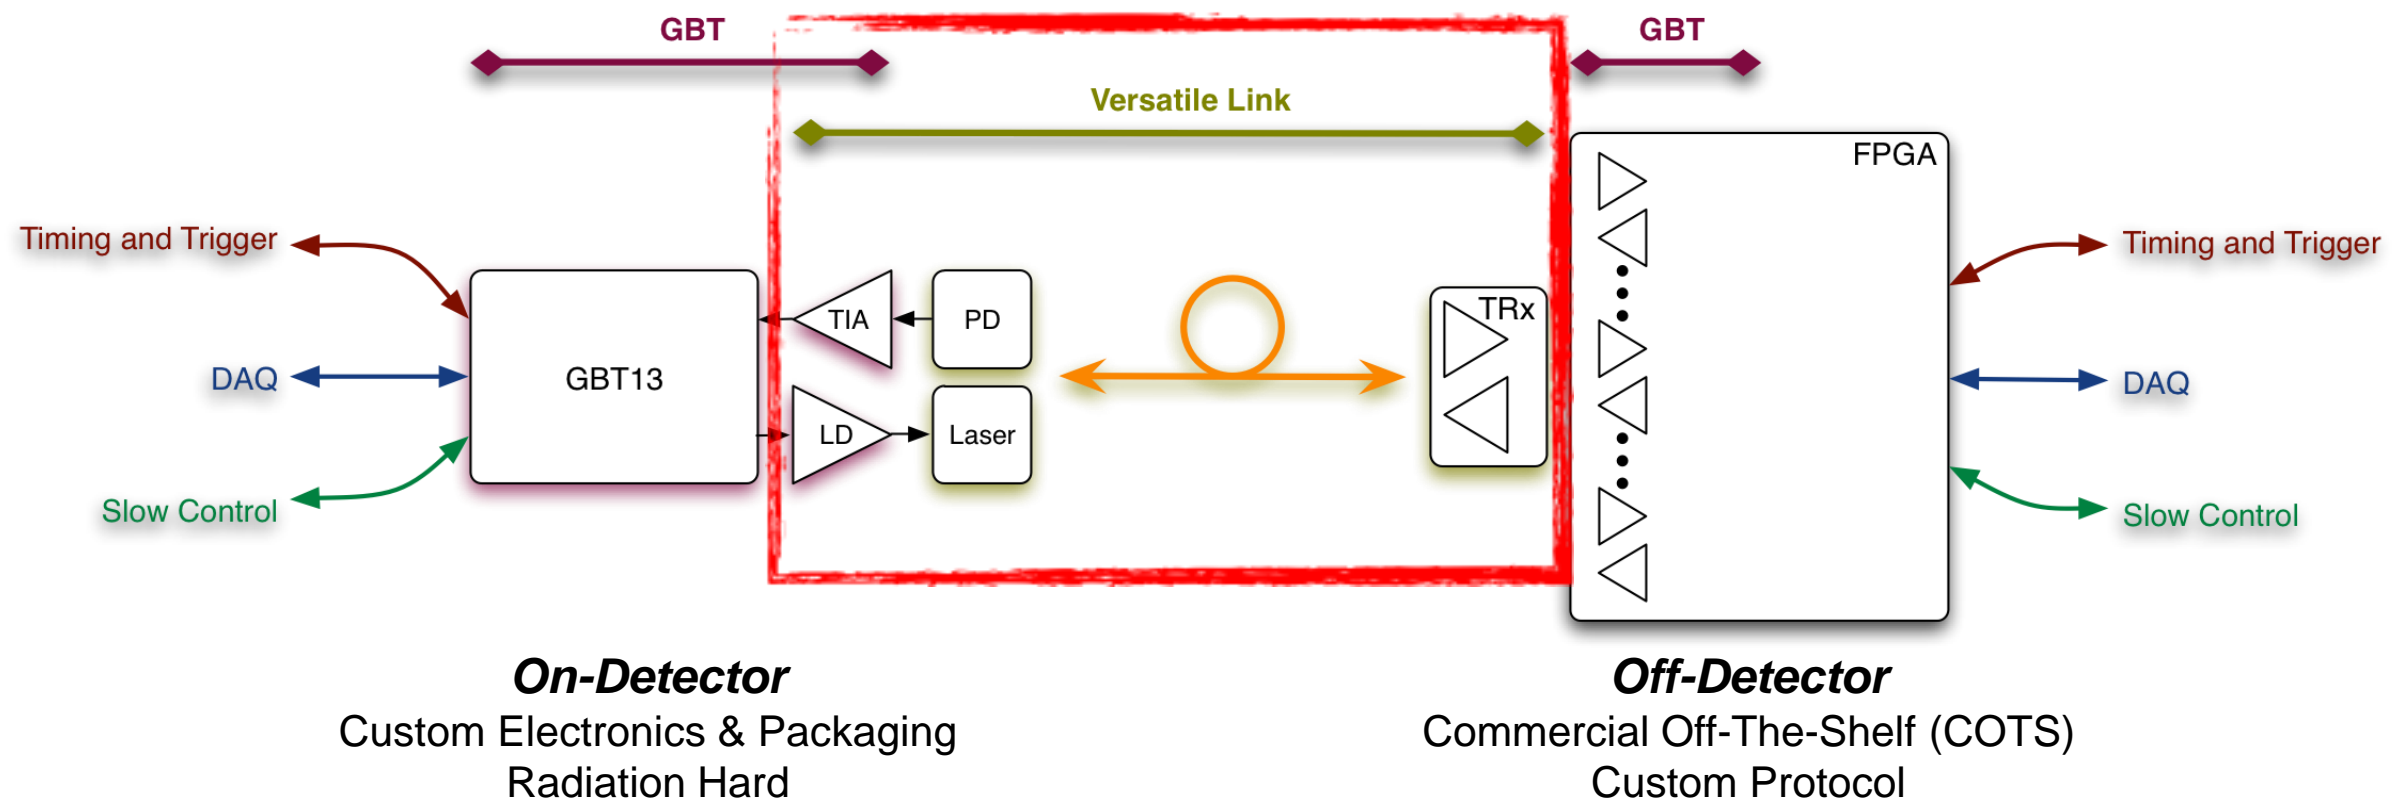 GBT
GBT
Versatile Link
FPGA
Timing and Trigger
Timing and Trigger
TRx
TIA
PD
DAQ
GBT13
DAQ
LD
Laser
Slow Control
Slow Control
On-Detector
Custom Electronics & Packaging
Radiation Hard
Off-Detector
Commercial Off-The-Shelf (COTS)
Custom Protocol